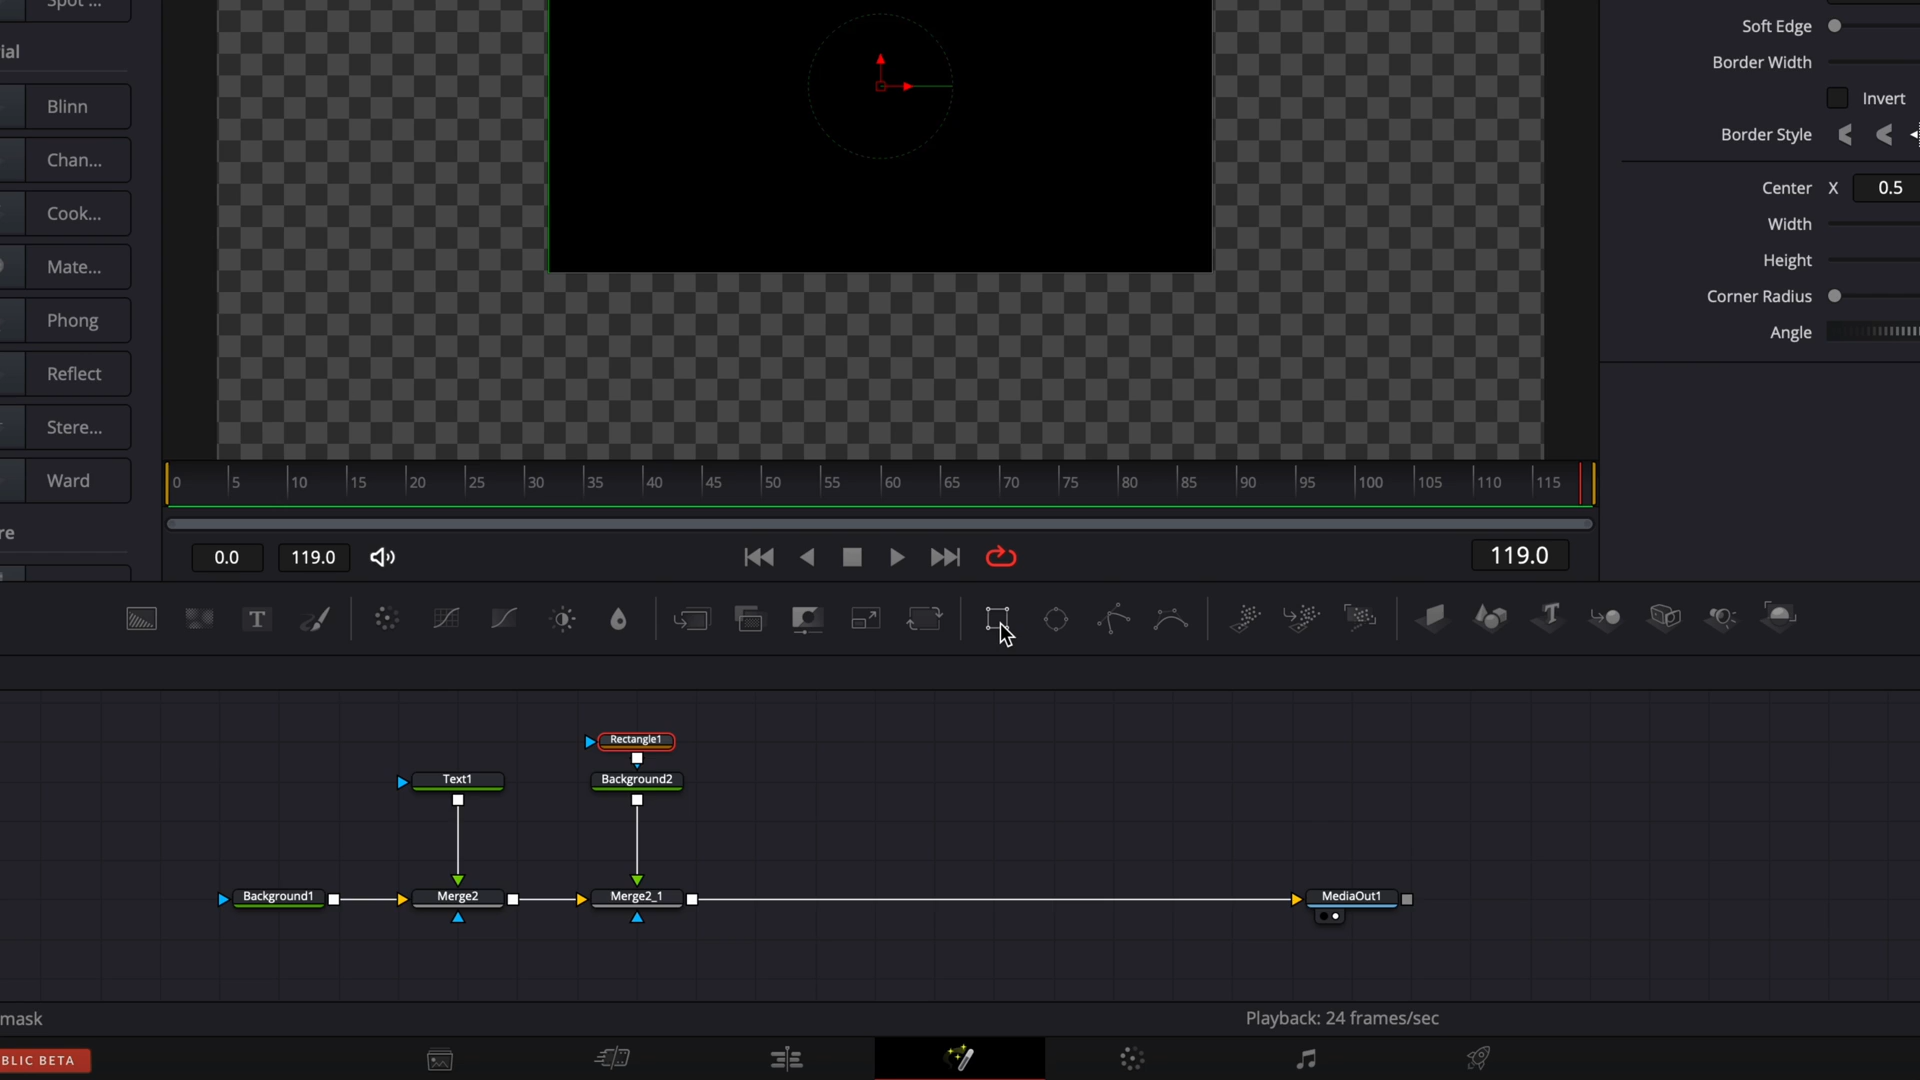 Spot ...
ial
Blinn
Chan...
Cook...
Mate...
Phong
Reflect
Stere...
Ward
re
Soft Edge
Border Width
Invert
Border Style
Center X 0.5
Width
Height
Corner Radius
Angle
0 5 10 15 20 25 30 35 40 45 50 55 60 65 70 75 80 85 90 95 100 105 110 115
0.0 119.0 119.0
T
Rectangle1
Text1 Background2
Background1 Merge2 Merge2_1 MediaOut1
mask Playback: 24 frames/sec
BLIC BETA